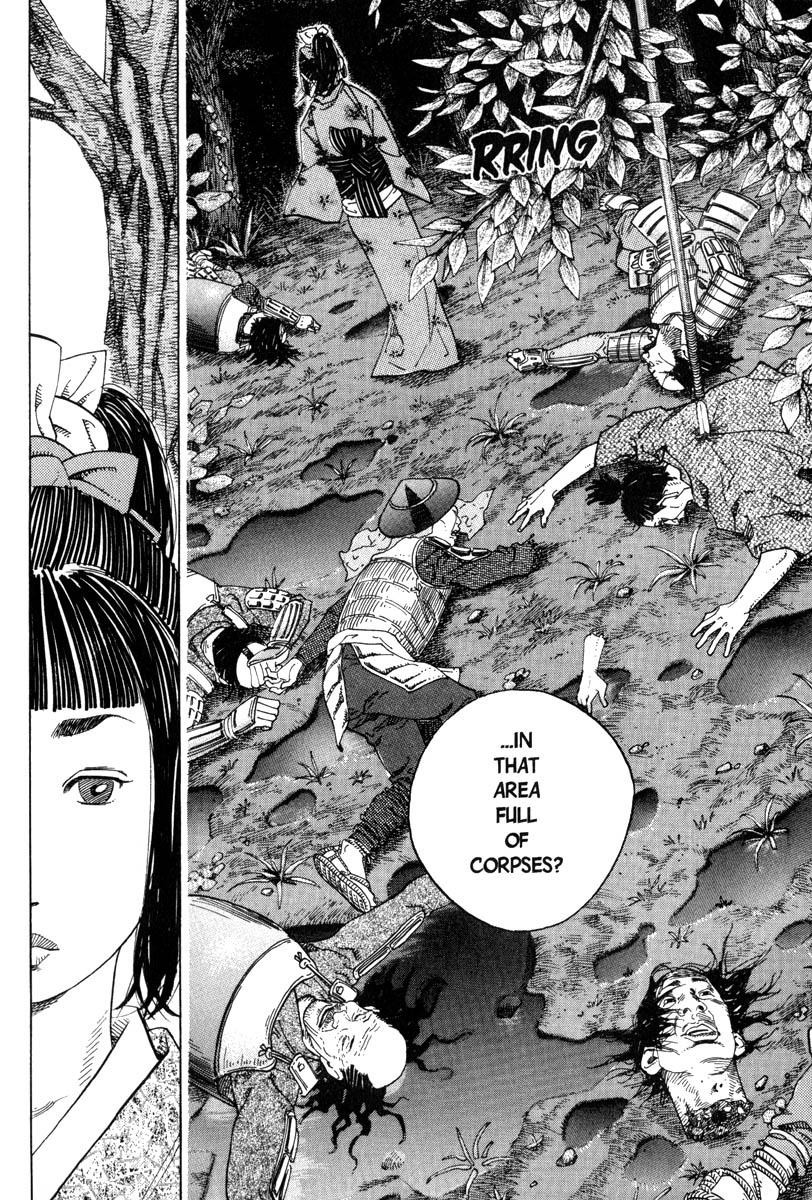 RRING
...IN
THAT
AREA
FULL
OF
CORPSES?